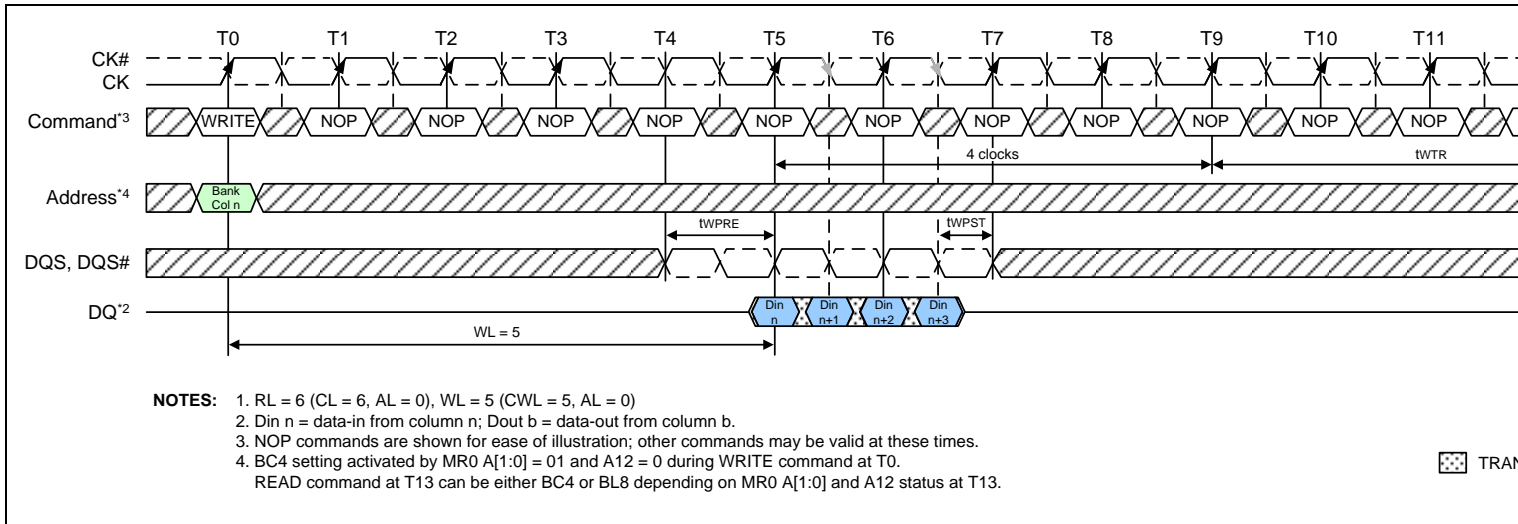 T0 T1 T2 T3 T4 T5 T6 T7 T8 T9 T10 T11
CK#
CK
Command*3 WRITE NOP NOP NOP NOP NOP NOP NOP NOP NOP NOP NOP
4 clocks tWTR
Address*4 Bank
Col n
tWPRE tWPST
DQS, DQS#
DQ*2 Din Din Din Din
n n+1 n+2 n+3
WL = 5
NOTES: 1. RL = 6 (CL = 6, AL = 0), WL = 5 (CWL = 5, AL = 0)
2. Din n = data-in from column n; Dout b = data-out from column b.
3. NOP commands are shown for ease of illustration; other commands may be valid at these times.
4. BC4 setting activated by MR0 A[1:0] = 01 and A12 = 0 during WRITE command at T0.
READ command at T13 can be either BC4 or BL8 depending on MR0 A[1:0] and A12 status at T13.
TRAN